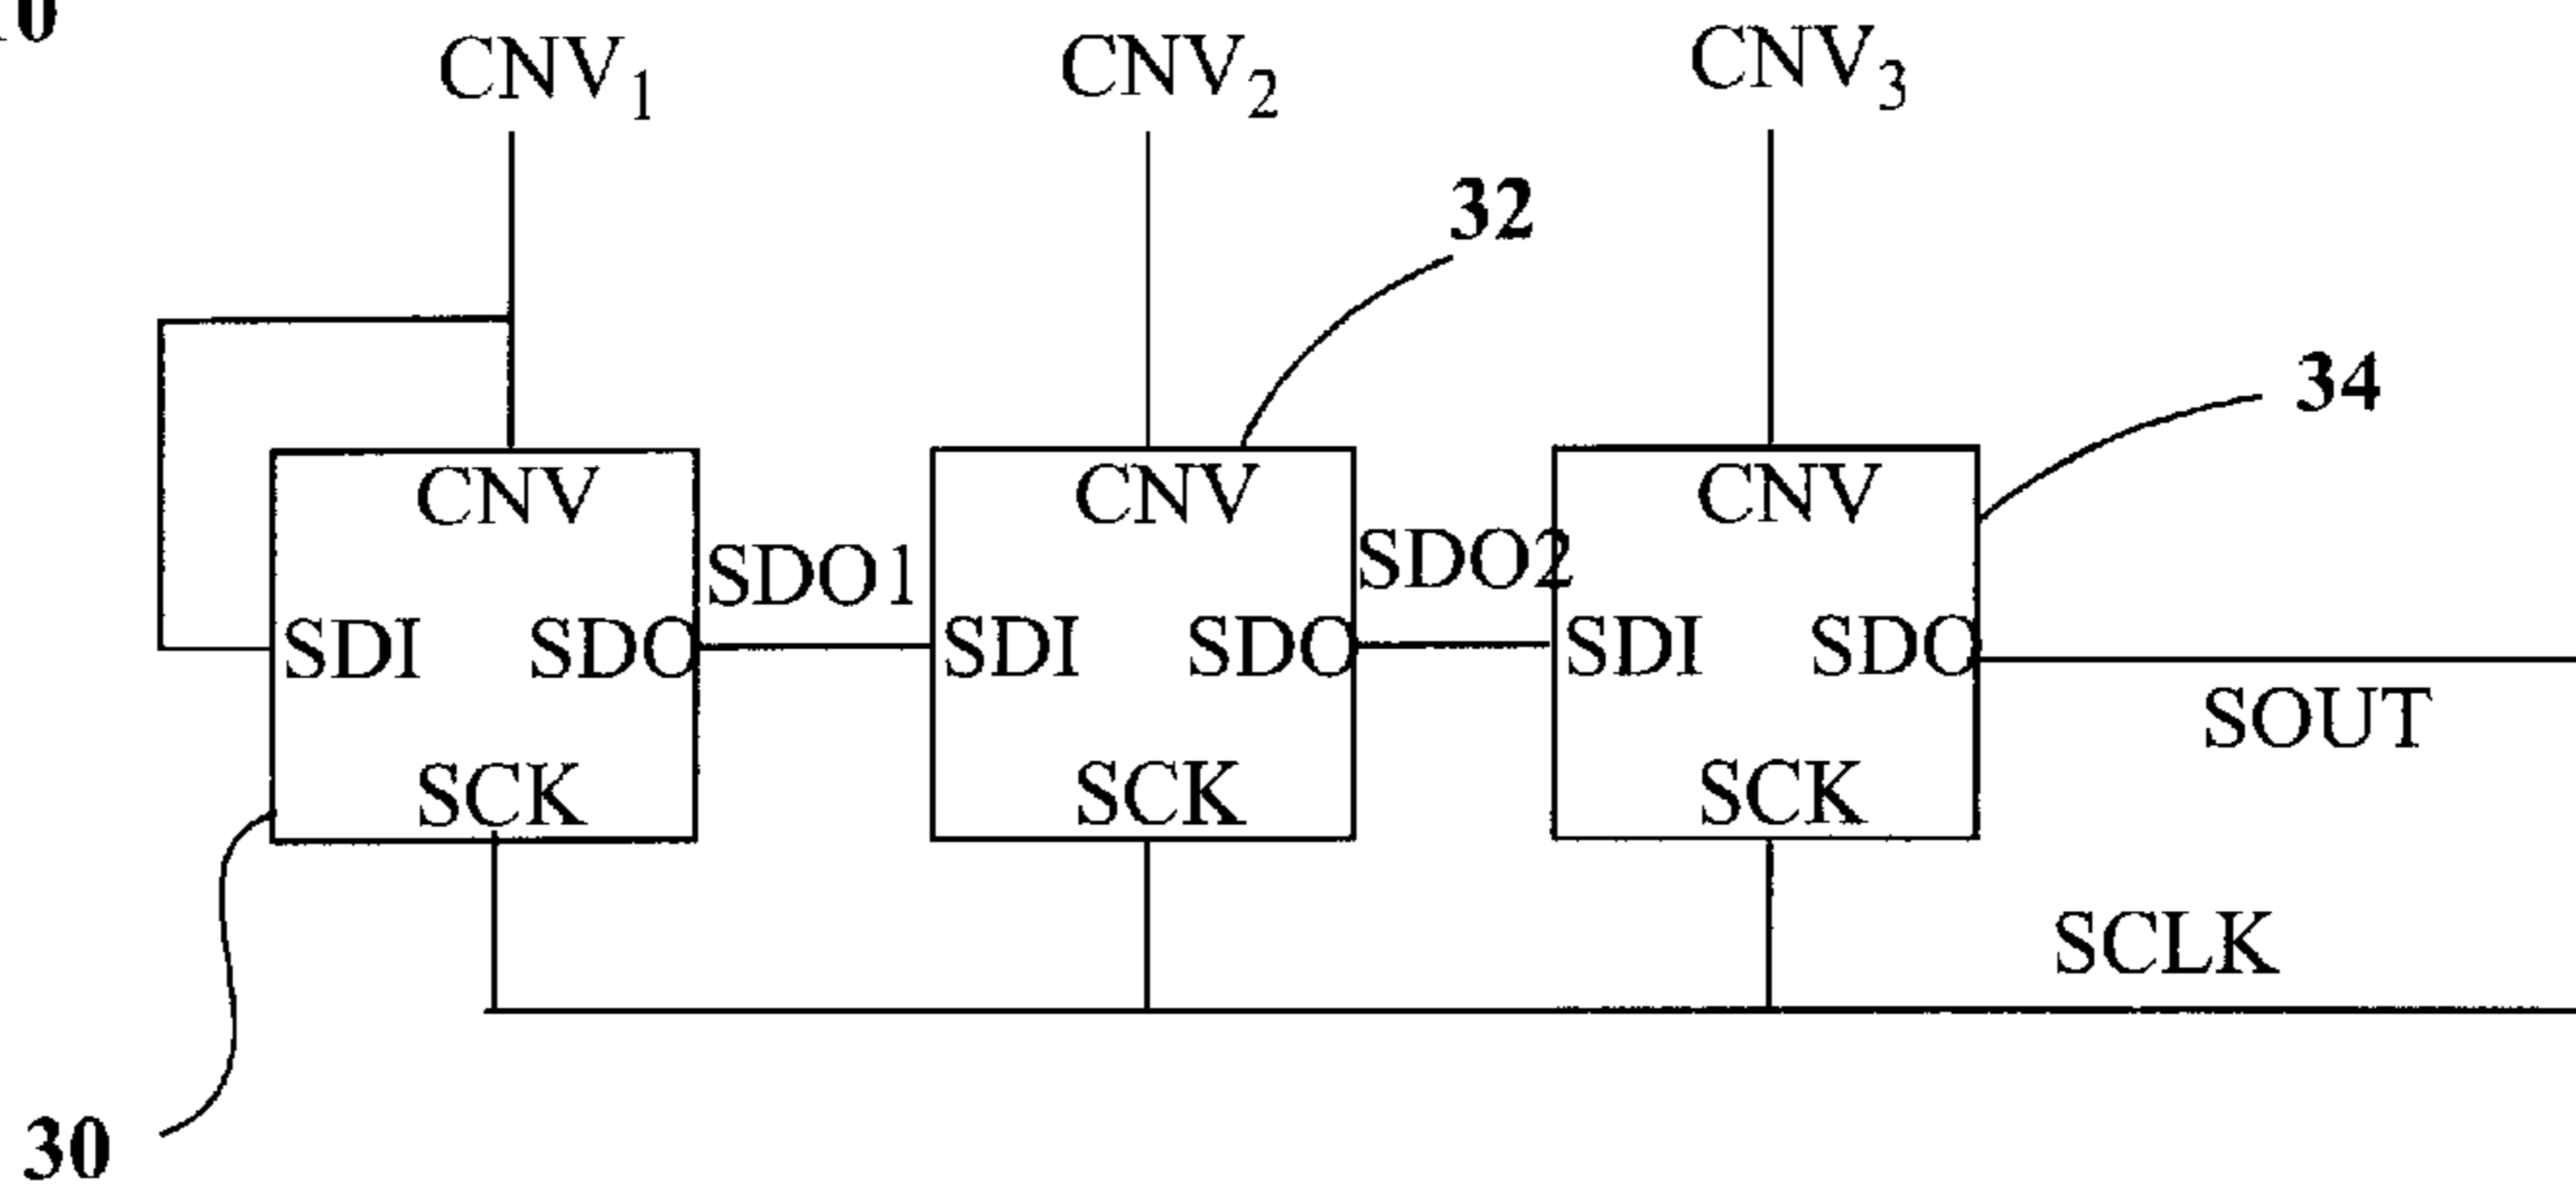 10
CNV1 CNV2 CNV3
32
34
CNV CNV CNV
SDO1 SDO2
SDI SDO SDI SDO SDI SDO
SOUT
SCK SCK SCK
SCLK
30